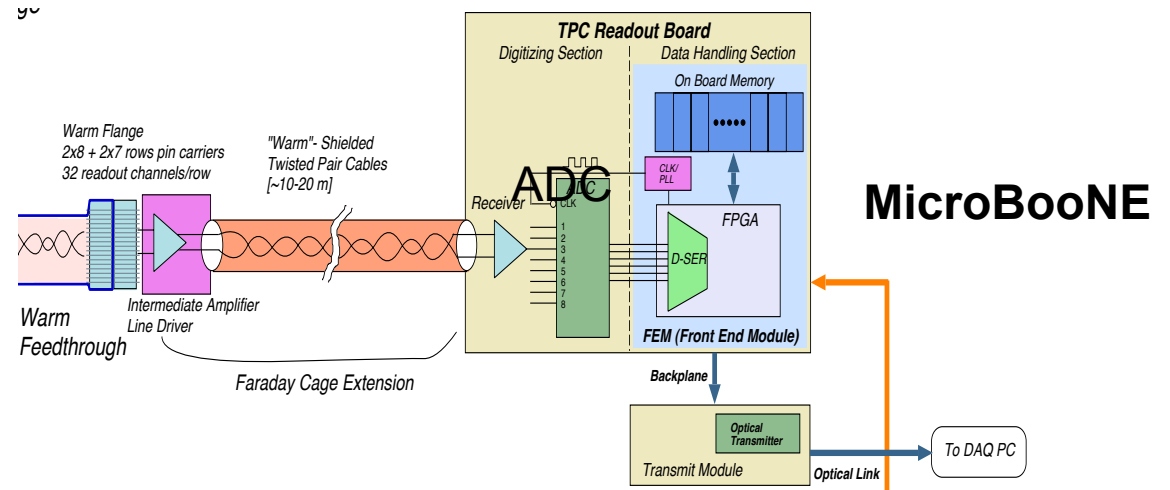 TPC Readout Board
Digitizing Section
Data Handling Section
On Board Memory
Warm Flange
2x8 + 2x7 rows pin carriers
32 readout channels/row
"Warm"- Shielded
Twisted Pair Cables
[~10-20 m]
CLK/
PLL
ADC
ADC
CLK
Receiver
MicroBooNE
FPGA
1
2
3
4
5
6
7
8
D-SER
Intermediate Amplifier
Line Driver
Warm
Feedthrough
FEM (Front End Module)
Faraday Cage Extension
Backplane
Optical
Transmitter
Transmit Module
Optical Link
To DAQ PC